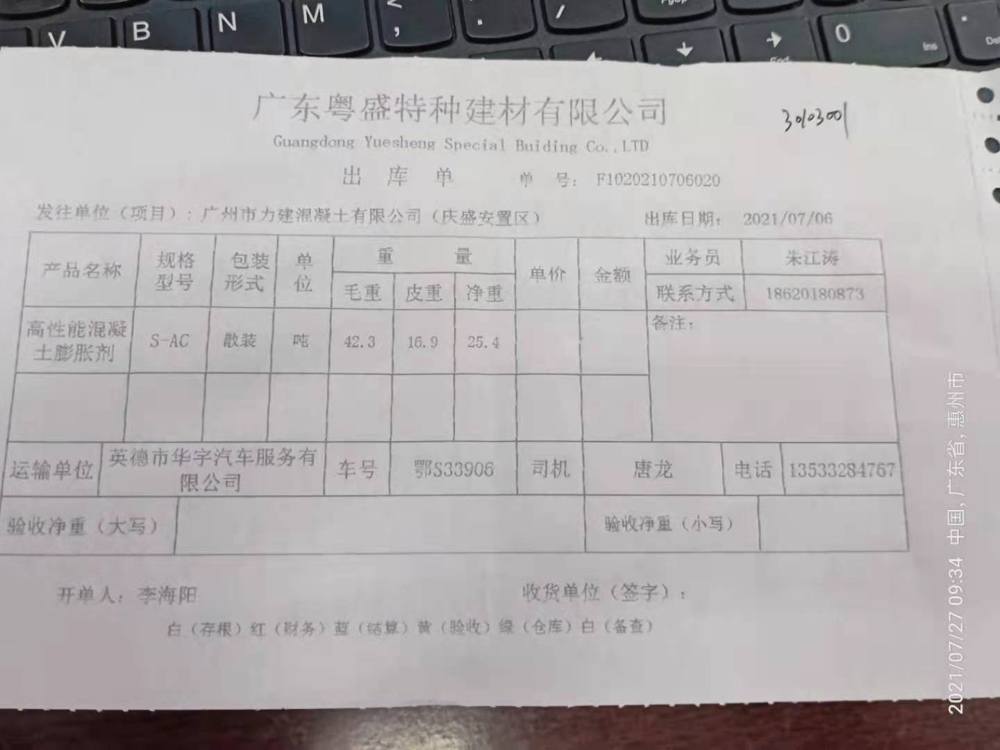 V B N M < , . / PgUp 0 Ins Del
← ↓ → End
广东粤盛特种建材有限公司
3103001
Guangdong Yuesheng Special Buiding Co.,LTD
出 库 单 单 号: F1020210706020
发往单位(项目):广州市力建混凝土有限公司(庆盛安置区) 出库日期: 2021/07/06
产品名称 规格型号 包装形式 单位 重 量 单价 金额 业务员 朱江涛
毛重 皮重 净重 联系方式 18620180873
高性能混凝土膨胀剂 S-AC 散装 吨 42.3 16.9 25.4 备注:
运输单位 英德市华宇汽车服务有限公司 车号 鄂S33906 司机 唐龙 电话 13533284767
验收净重(大写) 验收净重(小写)
开单人: 李海阳 收货单位(签字):
白(存根)红(财务)蓝(结算)黄(验收)绿(仓库)白(备查)
2021/07/27 09:34 中国,广东省,惠州市